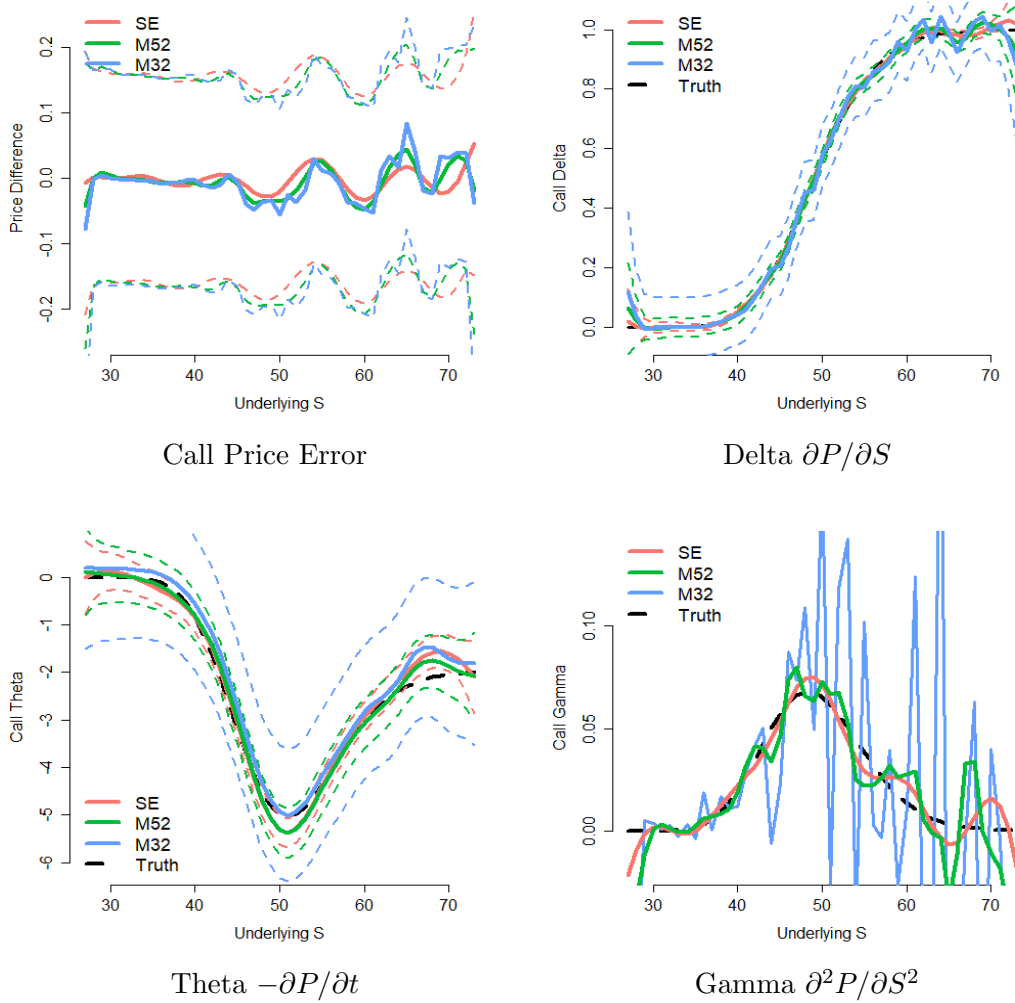 SE
M52
M32
Price Difference
0.2
0.1
0.0
-0.1
-0.2
30 40 50 60 70
Underlying S
Call Price Error
SE
M52
M32
Truth
Call Delta
1.0
0.8
0.6
0.4
0.2
0.0
30 40 50 60 70
Underlying S
Delta ∂P/∂S
Call Theta
0
-1
-2
-3
-4
-5
-6
SE
M52
M32
Truth
30 40 50 60 70
Underlying S
Theta −∂P/∂t
SE
M52
M32
Truth
Call Gamma
0.10
0.05
0.00
30 40 50 60 70
Underlying S
Gamma ∂²P/∂S²